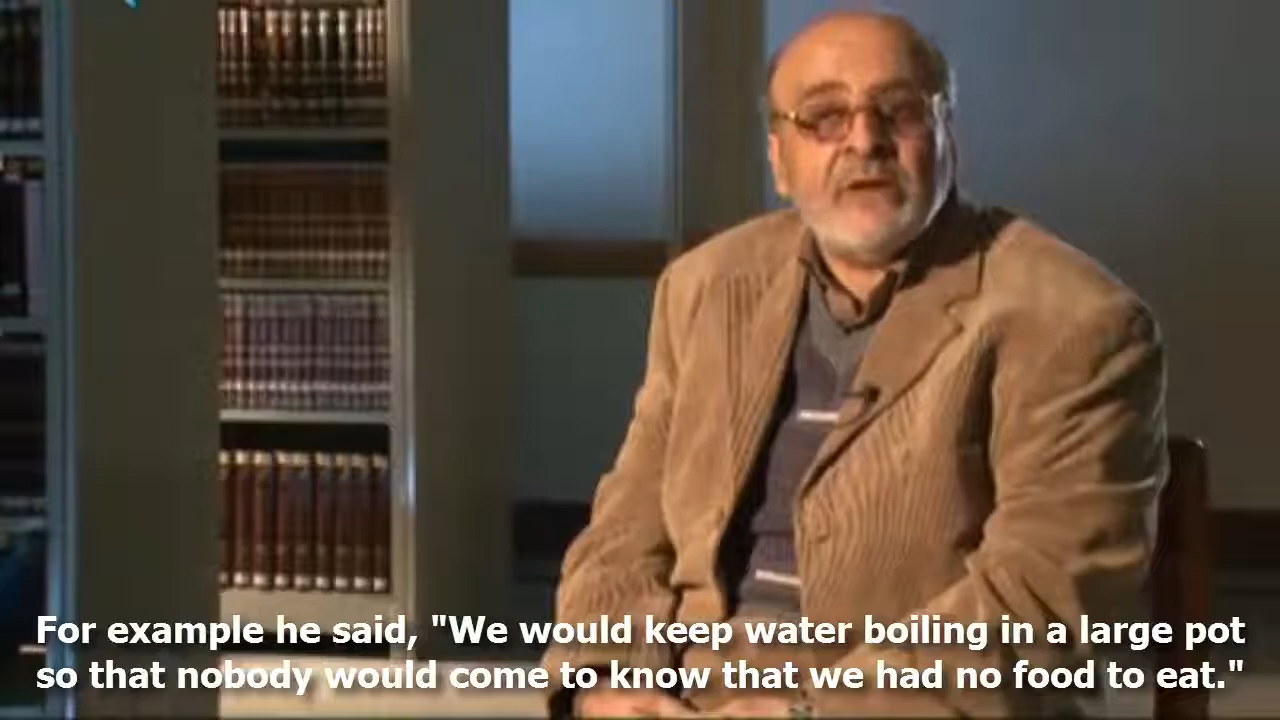 For example he said, "We would keep water boiling in a large pot
so that nobody would come to know that we had no food to eat."